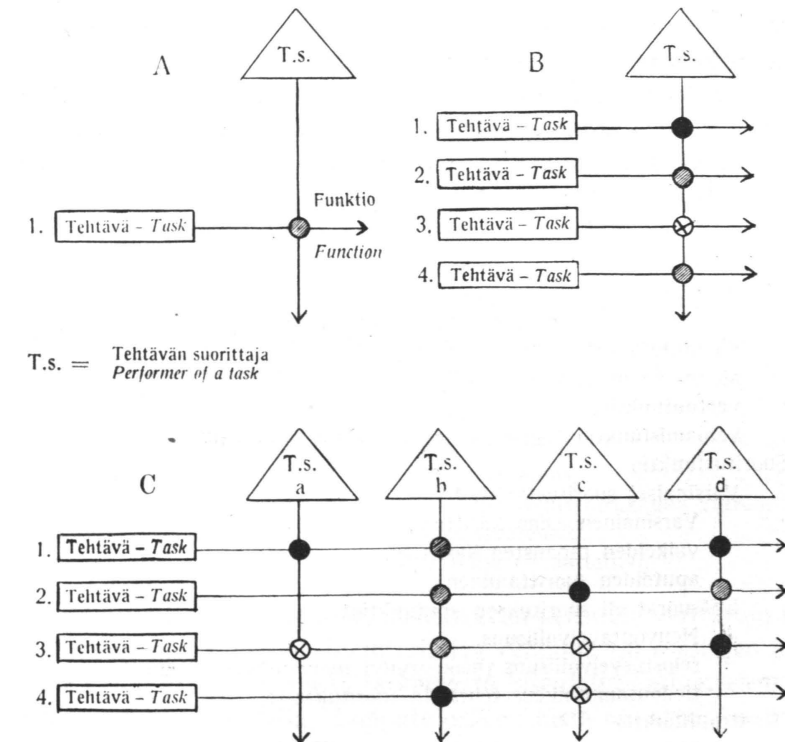 A
T.s.
B
T.s.
1. Tehtävä – Task
2. Tehtävä – Task
3. Tehtävä – Task
4. Tehtävä – Task
Funktio
1. Tehtävä – Task
Function
T.s. = Tehtävän suorittaja
Performer of a task
C
T.s.
a
T.s.
b
T.s.
c
T.s.
d
1. Tehtävä – Task
2. Tehtävä – Task
3. Tehtävä – Task
4. Tehtävä – Task